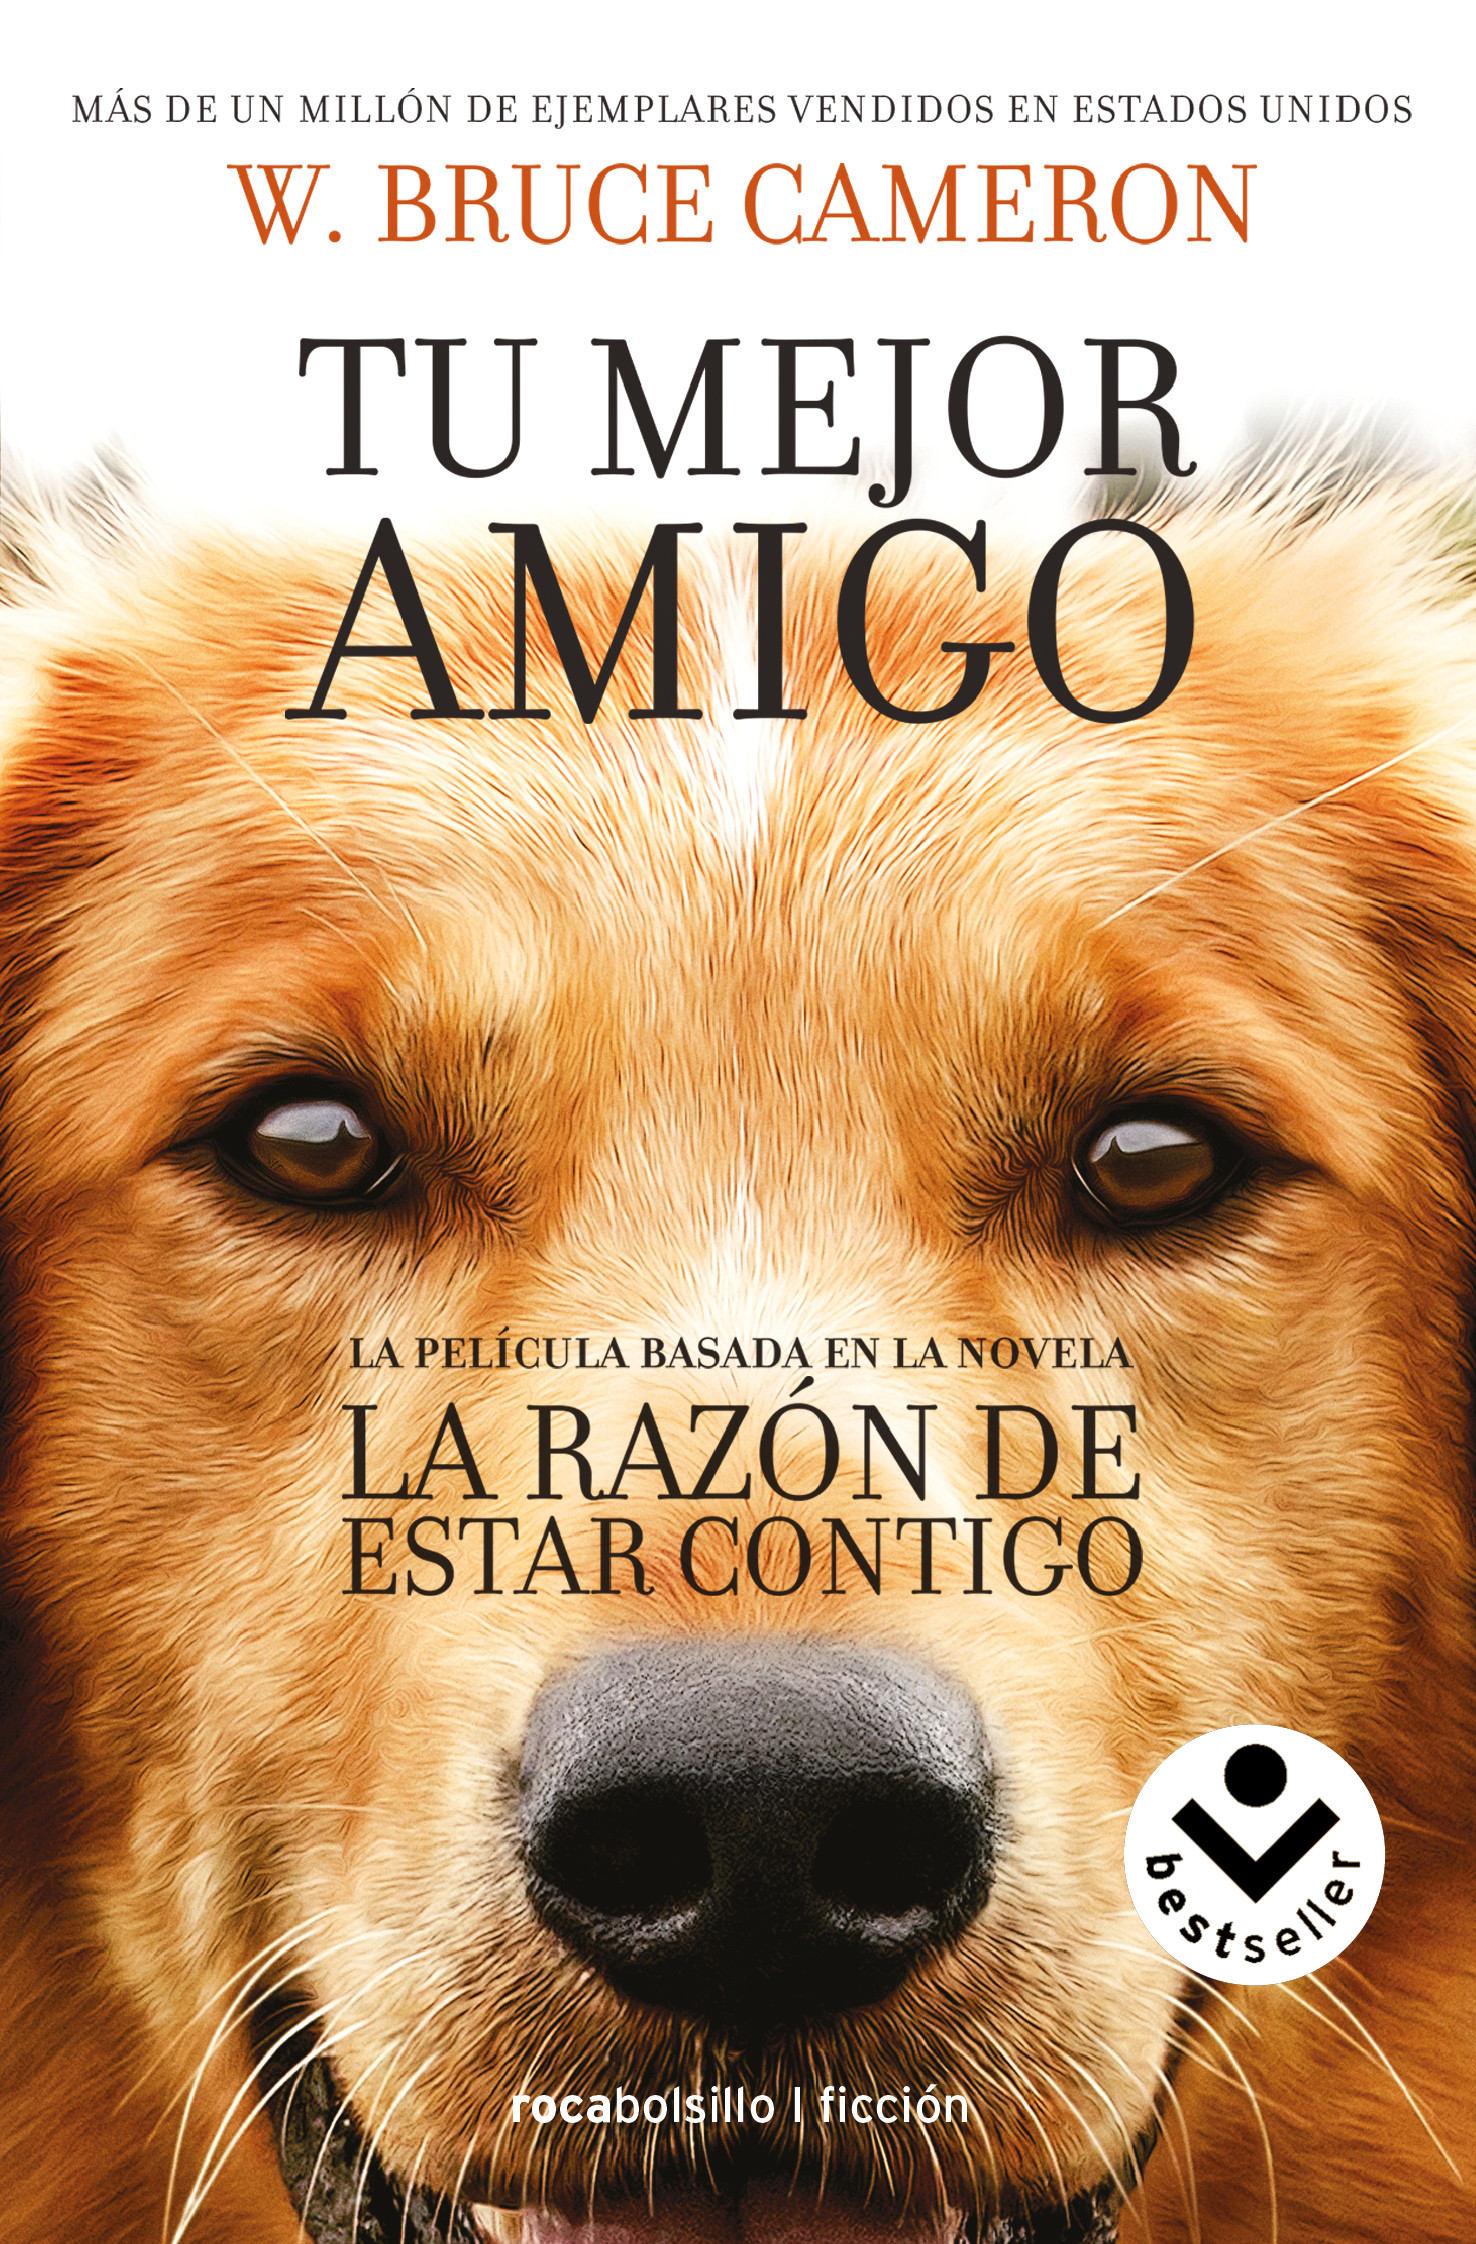 MÁS DE UN MILLÓN DE EJEMPLARES VENDIDOS EN ESTADOS UNIDOS
W. BRUCE CAMERON
TU MEJOR
AMIGO
LA PELÍCULA BASADA EN LA NOVELA
LA RAZÓN DE
ESTAR CONTIGO
bestseller
rocabolsillo | ficción